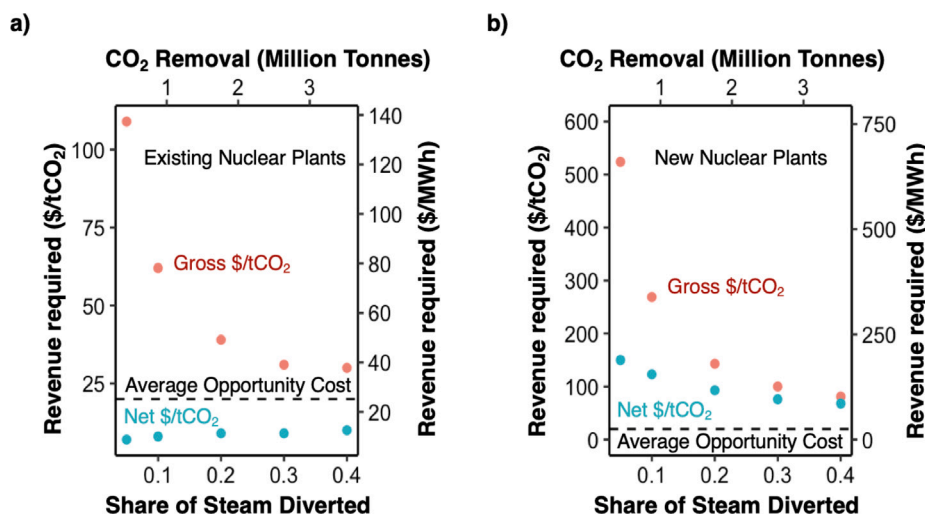 a)
CO₂ Removal (Million Tonnes)
1 2 3
Revenue required ($/tCO₂)
100
75
50
25
Existing Nuclear Plants
Gross $/tCO₂
Average Opportunity Cost
Net $/tCO₂
140
120
100
80
60
40
20
Revenue required ($/MWh)
0.1 0.2 0.3 0.4
Share of Steam Diverted
b)
CO₂ Removal (Million Tonnes)
1 2 3
Revenue required ($/tCO₂)
600
500
400
300
200
100
0
New Nuclear Plants
Gross $/tCO₂
Net $/tCO₂
Average Opportunity Cost
750
500
250
0
Revenue required ($/MWh)
0.1 0.2 0.3 0.4
Share of Steam Diverted